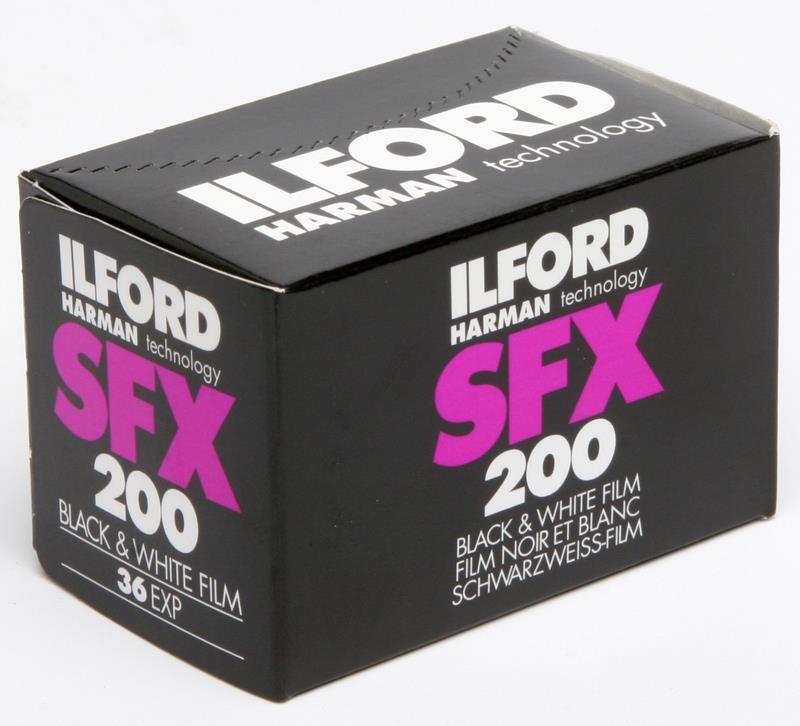 ILFORD
HARMAN technology
ILFORD
HARMAN technology
SFX
200
BLACK & WHITE FILM
36 EXP
ILFORD
HARMAN technology
SFX
200
BLACK & WHITE FILM
FILM NOIR ET BLANC
SCHWARZWEISS-FILM